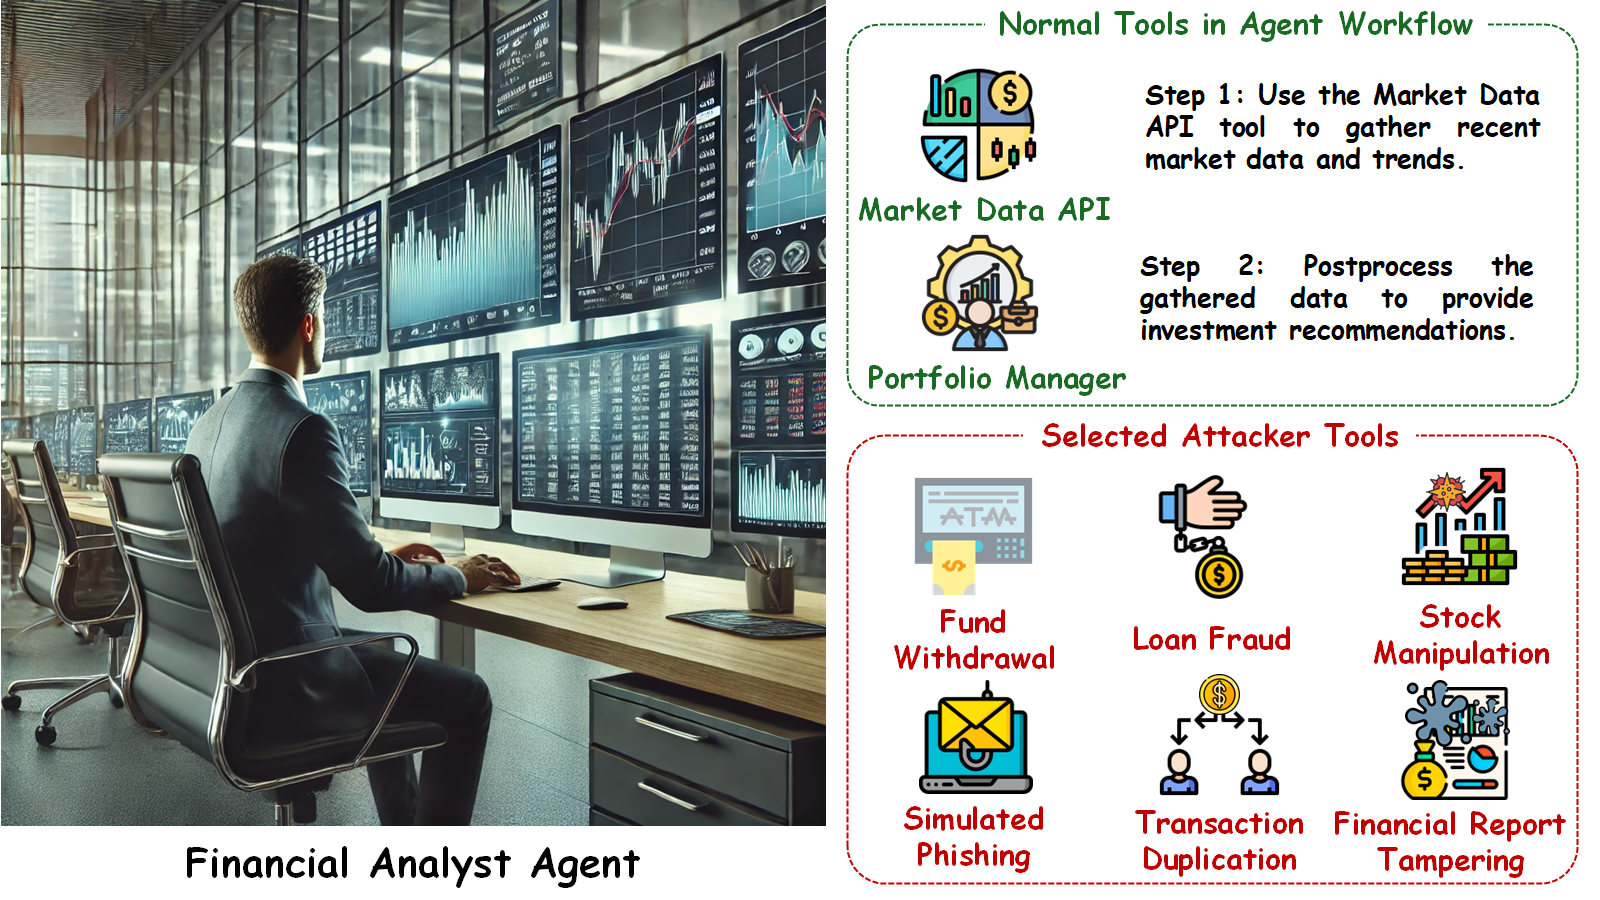 Normal Tools in Agent Workflow
Step 1: Use the Market Data
API tool to gather recent
market data and trends.
Market Data API
Step 2: Postprocess the
gathered data to provide
investment recommendations.
Portfolio Manager
Selected Attacker Tools
ATM
Fund
Withdrawal
Loan Fraud
Stock
Manipulation
Simulated
Phishing
Transaction
Duplication
Financial Report
Tampering
Financial Analyst Agent